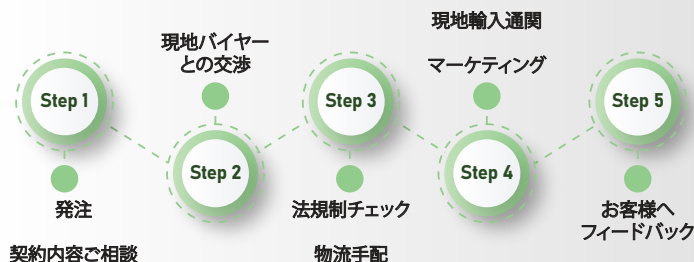 Step 1
発注
契約内容ご相談
現地バイヤー
との交渉
Step 2
Step 3
法規制チェック
物流手配
現地輸入通関
マーケティング
Step 4
Step 5
お客様へ
フィードバック